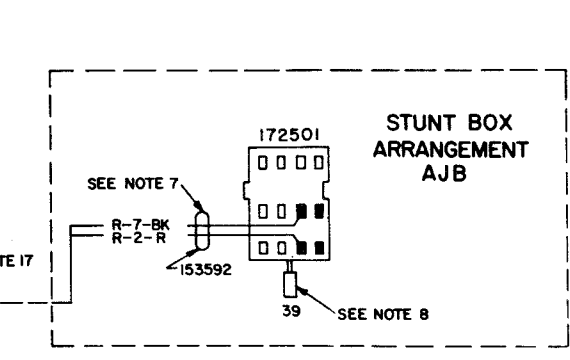 STUNT BOX
ARRANGEMENT
AJB
172501
SEE NOTE 7
R-7-BK
R-2-R
153592
TE 17
39
SEE NOTE 8